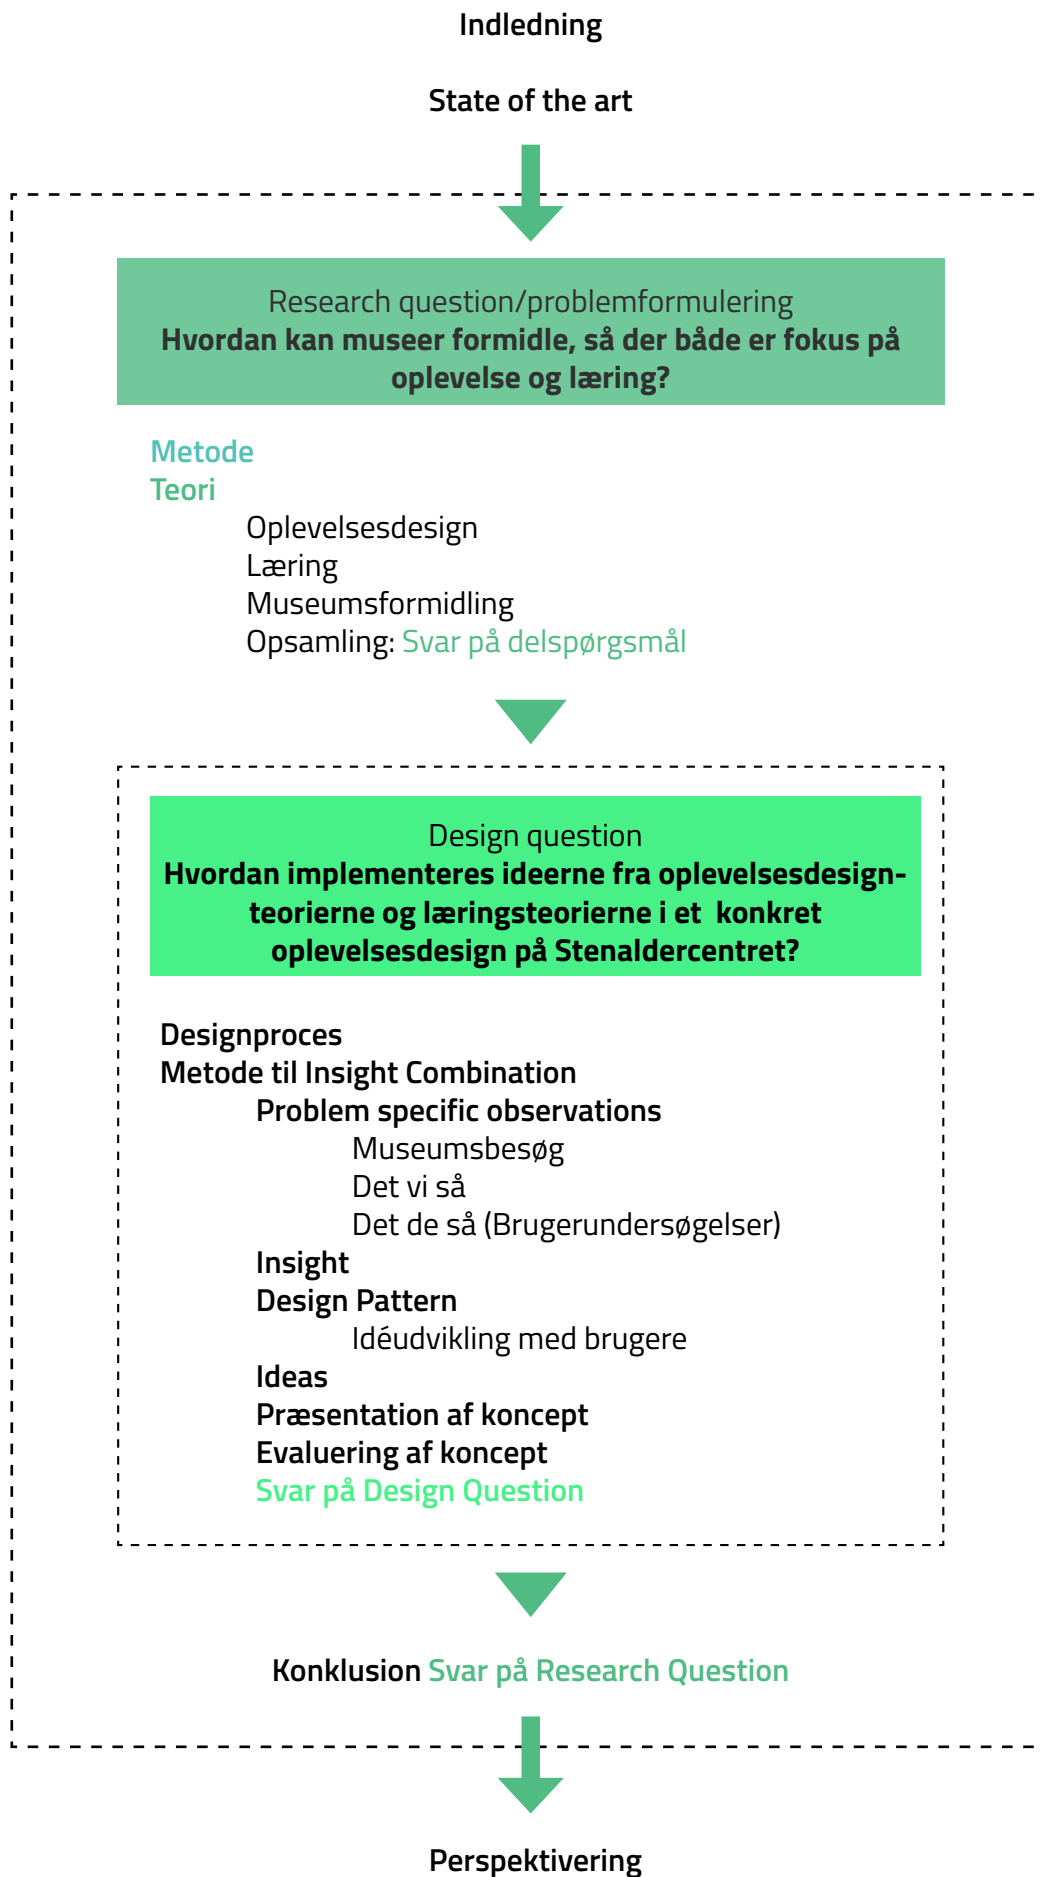 Indledning
State of the art
Research question/problemformulering
Hvordan kan museer formidle, så der både er fokus på
oplevelse og læring?
Metode
Teori
Oplevelsesdesign
Læring
Museumsformidling
Opsamling: Svar på delspørgsmål
Design question
Hvordan implementeres ideerne fra oplevelsesdesign-
teorierne og læringsteorierne i et konkret
oplevelsesdesign på Stenaldercentret?
Designproces
Metode til Insight Combination
Problem specific observations
Museumsbesøg
Det vi så
Det de så (Brugerundersøgelser)
Insight
Design Pattern
Idéudvikling med brugere
Ideas
Præsentation af koncept
Evaluering af koncept
Svar på Design Question
Konklusion Svar på Research Question
Perspektivering